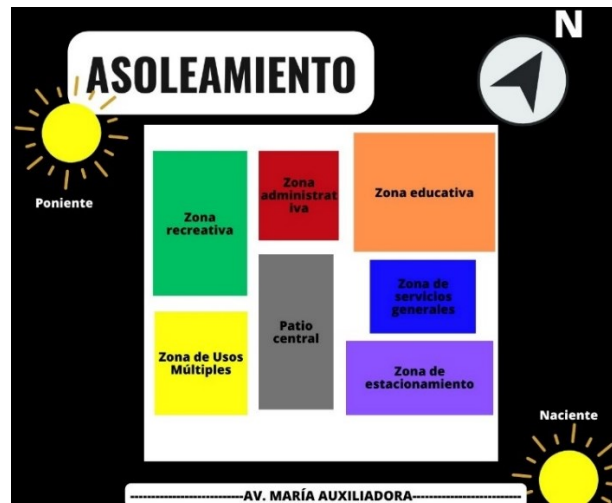 N
ASOLEAMIENTO
Poniente
Zona
recreativa
Zona
administrat
iva
Zona educativa
Zona de
servicios
generales
Patio
central
Zona de Usos
Múltiples
Zona de
estacionamiento
Naciente
-----------------------AV. MARÍA AUXILIADORA--------------------